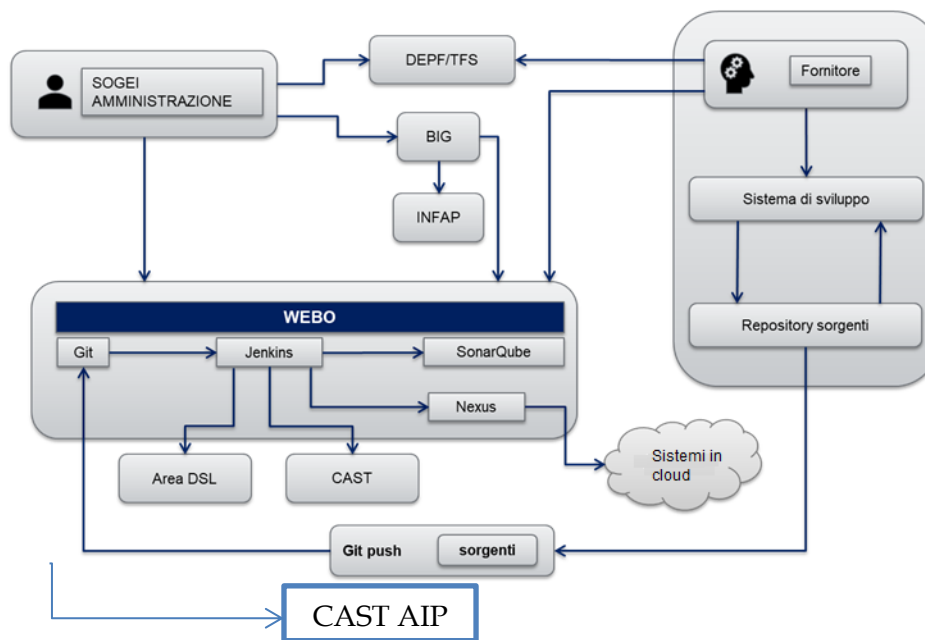 DEPF/TFS
SOGEI
AMMINISTRAZIONE
Fornitore
BIG
INFAP
Sistema di sviluppo
Repository sorgenti
WEBO
Git
Jenkins
SonarQube
Nexus
Area DSL
CAST
Sistemi in
cloud
Git push
sorgenti
CAST AIP